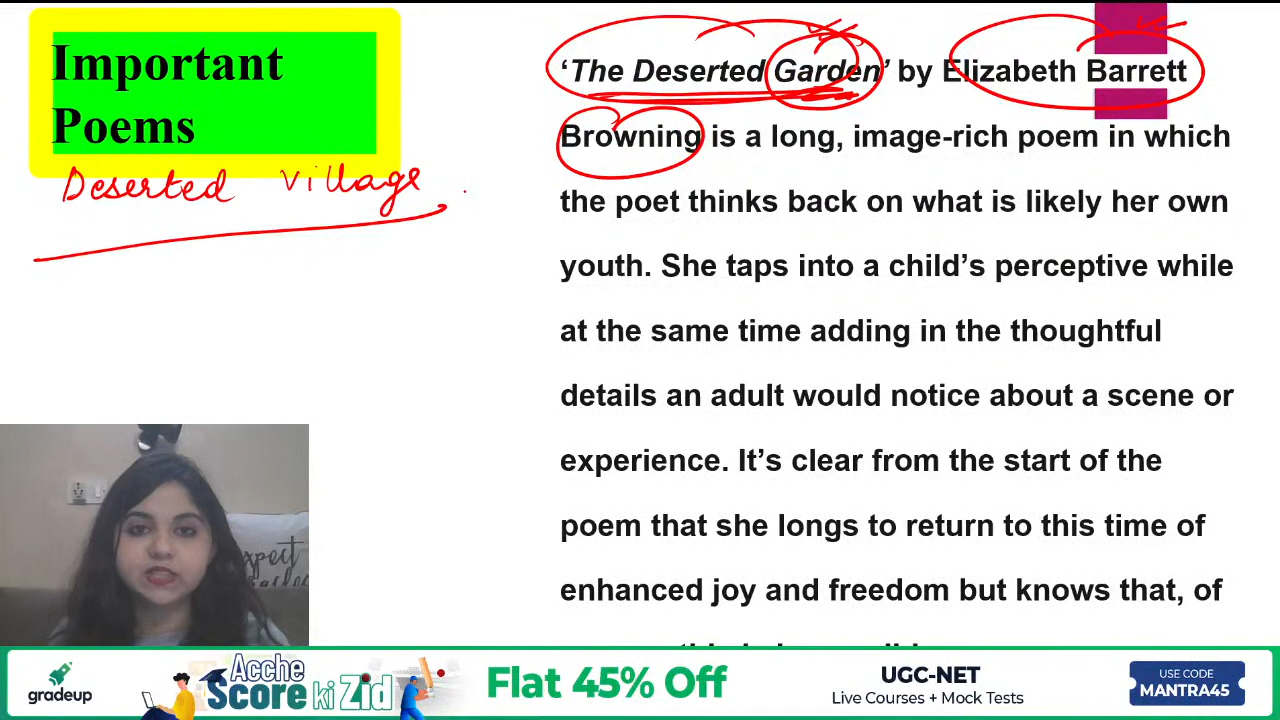 Important
Poems
Deserted village
‘The Deserted Garden’ by Elizabeth Barrett
Browning is a long, image-rich poem in which
the poet thinks back on what is likely her own
youth. She taps into a child’s perceptive while
at the same time adding in the thoughtful
details an adult would notice about a scene or
experience. It’s clear from the start of the
poem that she longs to return to this time of
enhanced joy and freedom but knows that, of
expect
gradeup
Acche
Score ki Zid
Flat 45% Off
UGC-NET
Live Courses + Mock Tests
USE CODE
MANTRA45